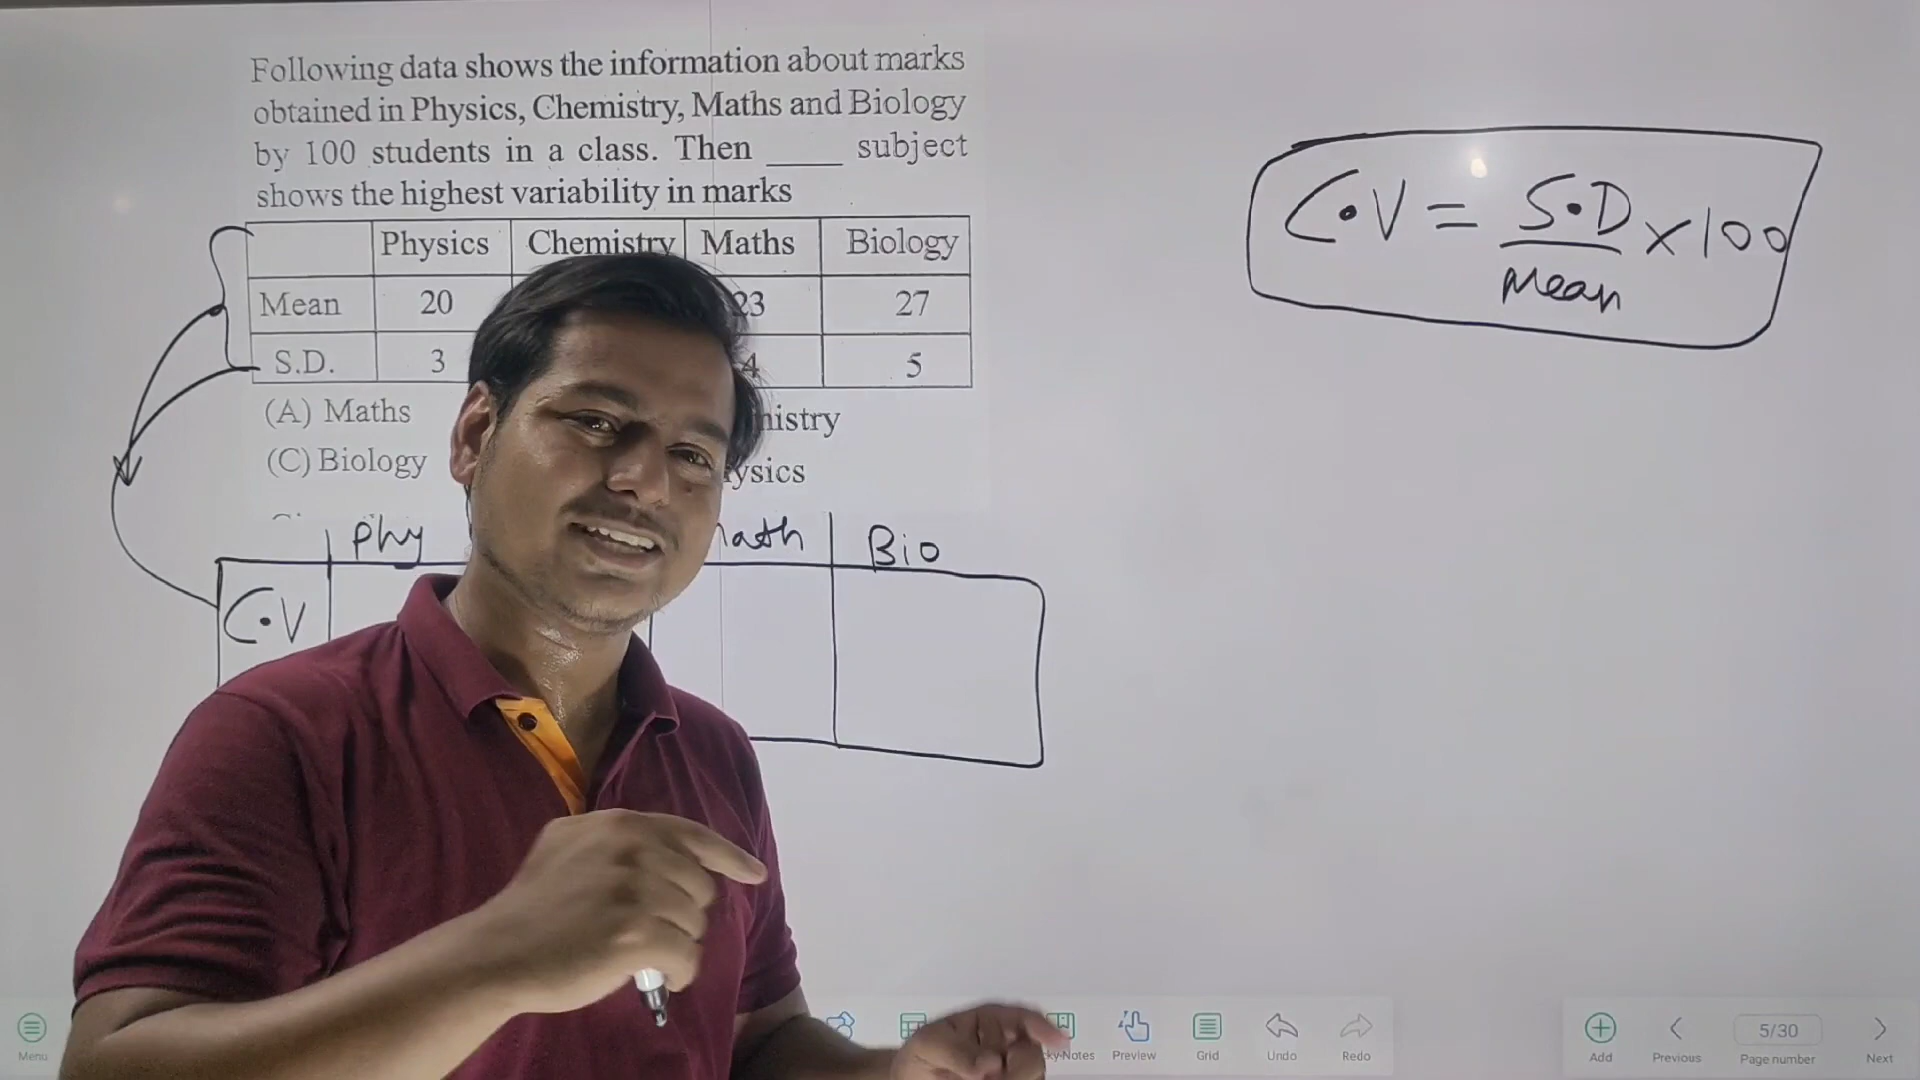 Following data shows the information about marks
obtained in Physics, Chemistry, Maths and Biology
by 100 students in a class. Then ____ subject
shows the highest variability in marks
Physics Chemistry Maths Biology
Mean 20 23 27
S.D. 3 4 5
(A) Maths
(C) Biology
Phy Bio
C.V
C.V = S.D × 100
Mean
Menu
Preview
Grid
Undo
Redo
Add
Previous
5/30
Page number
Next